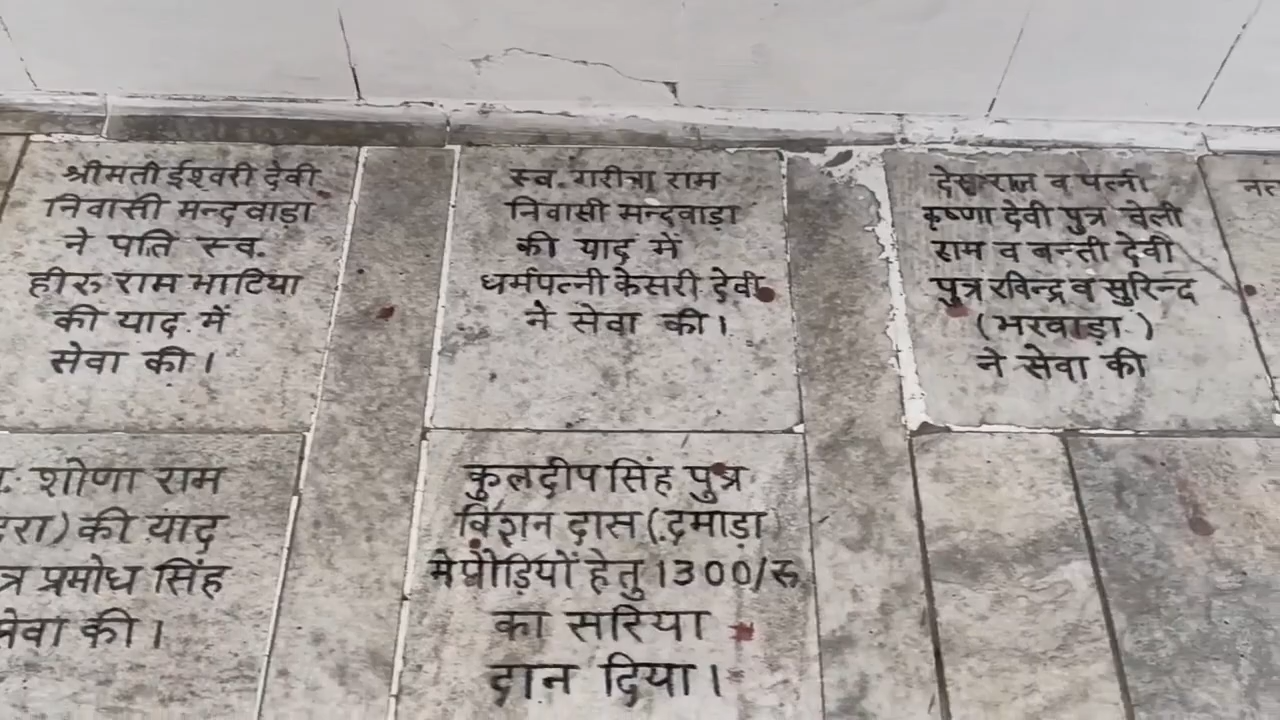 श्रीमती ईश्वरी देवी
निवासी मन्दवाड़ा
ने पति स्व.
हीरु राम भाटिया
की याद में
सेवा की।
स्व. गरीबा राम
निवासी मन्दवाड़ा
की याद में
धर्मपत्नी केसरी देवी
ने सेवा की।
देसराज व पत्नी
कृष्णा देवी पुत्र वेली
राम व बन्ती देवी
पुत्र रविन्द्र व सुरिन्द्र
(भरवाड़ा)
ने सेवा की
शोणा राम
की याद
प्रमोध सिंह
सेवा की।
कुलदीप सिंह पुत्र
बिशन दास (दमाड़ा
ने पोड़ियों हेतु 1300/रू
का सरिया
दान दिया।